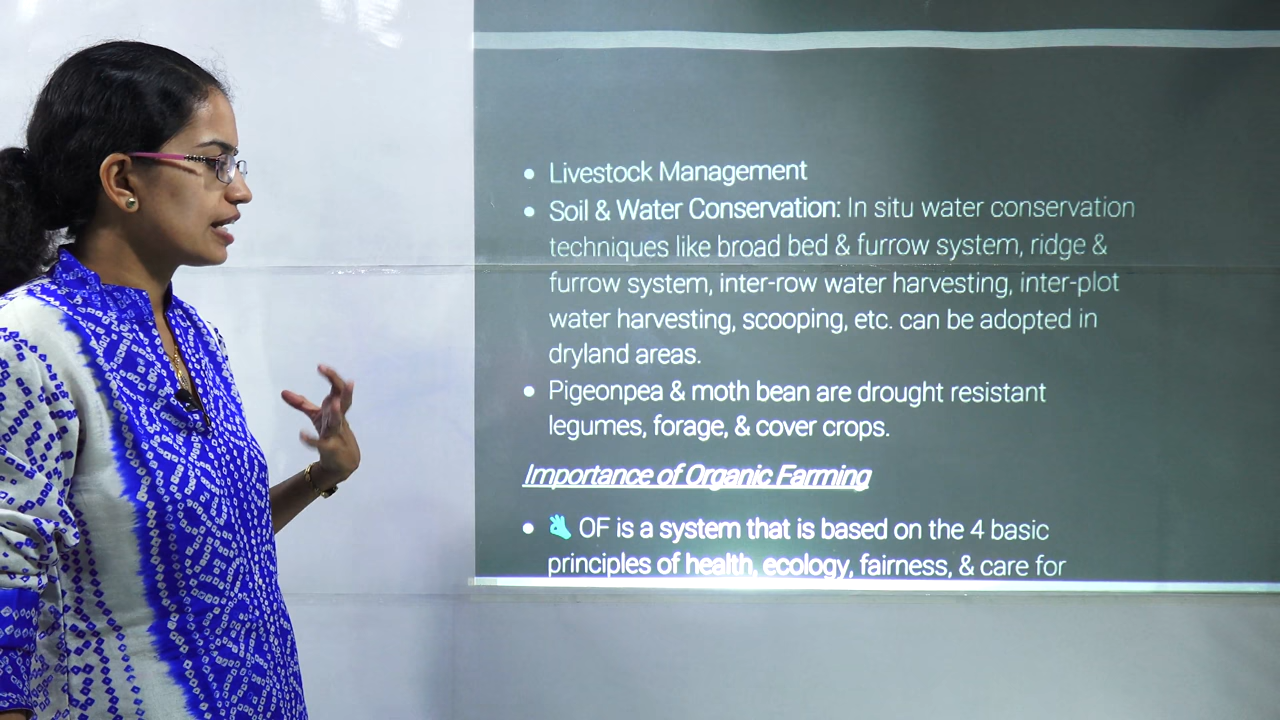 • Livestock Management
• Soil & Water Conservation: In situ water conservation
techniques like broad bed & furrow system, ridge &
furrow system, inter-row water harvesting, inter-plot
water harvesting, scooping, etc. can be adopted in
dryland areas.
• Pigeonpea & moth bean are drought resistant
legumes, forage, & cover crops.
Importance of Organic Farming
• 👌 OF is a system that is based on the 4 basic
principles of health, ecology, fairness, & care for